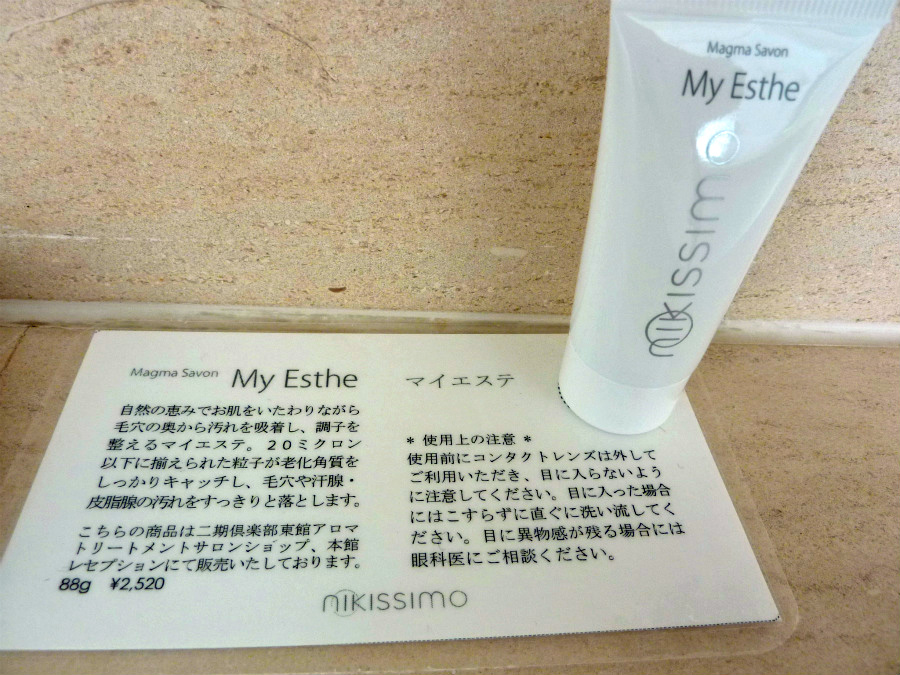 Magma Savon
My Esthe
nikissimo
Magma Savon My Esthe マイエステ
自然の恵みでお肌をいたわりながら
毛穴の奥から汚れを吸着し、調子を
整えるマイエステ。20ミクロン
以下に揃えられた粒子が老化角質を
しっかりキャッチし、毛穴や汗腺・
皮脂腺の汚れをすっきりと落とします。
こちらの商品は二期倶楽部東館アロマ
トリートメントサロンショップ、本館
レセプションにて販売いたしております。
88g ¥2,520
* 使用上の注意 *
使用前にコンタクトレンズは外して
ご利用いただき、目に入らないよう
に注意してください。目に入った場合
にはこすらずに直ぐに洗い流してく
ださい。目に異物感が残る場合には
眼科医にご相談ください。
nikissimo